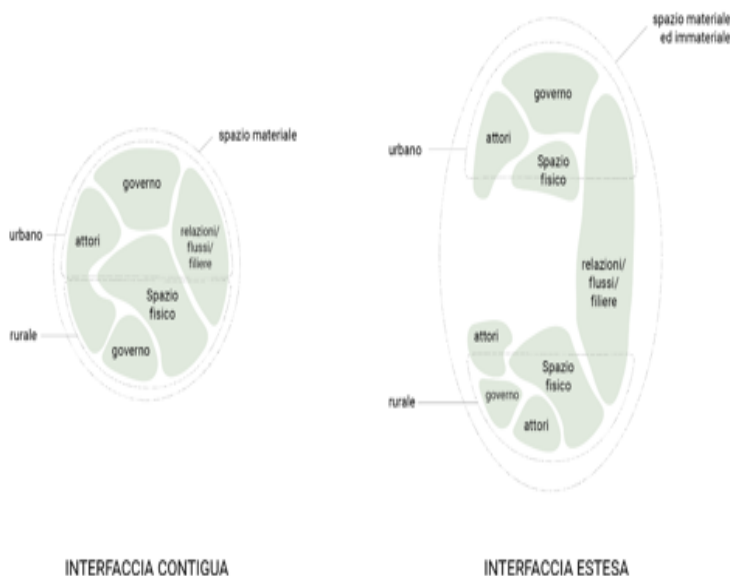 spazio materiale
governo
urbano
attori
relazioni/
flussi/
filiere
Spazio
fisico
rurale
governo
INTERFACCIA CONTIGUA
spazio materiale
ed immateriale
governo
attori
urbano
Spazio
fisico
relazioni/
flussi/
filiere
attori
Spazio
fisico
governo
rurale
attori
INTERFACCIA ESTESA